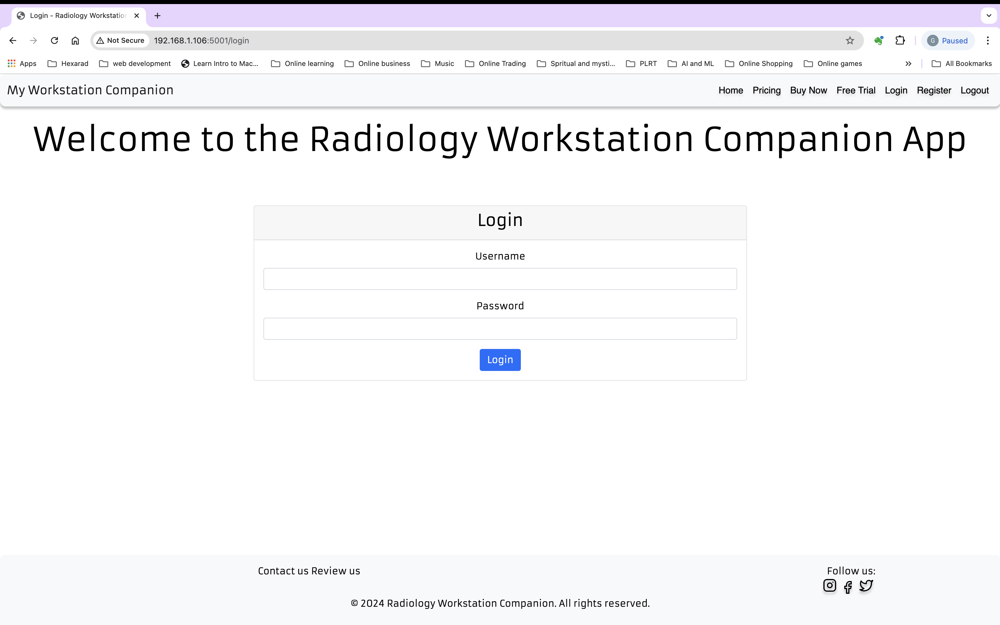 Login - Radiology Workstation
Not Secure 192.168.1.106:5001/login G Paused
Apps Hexarad web development Learn Intro to Mac... Online learning Online business Music Online Trading Spritual and mysti... PLRT AI and ML Online Shopping Online games All Bookmarks
My Workstation Companion Home Pricing Buy Now Free Trial Login Register Logout
Welcome to the Radiology Workstation Companion App
Login
Username
Password
Login
Contact us Review us Follow us:
© 2024 Radiology Workstation Companion. All rights reserved.